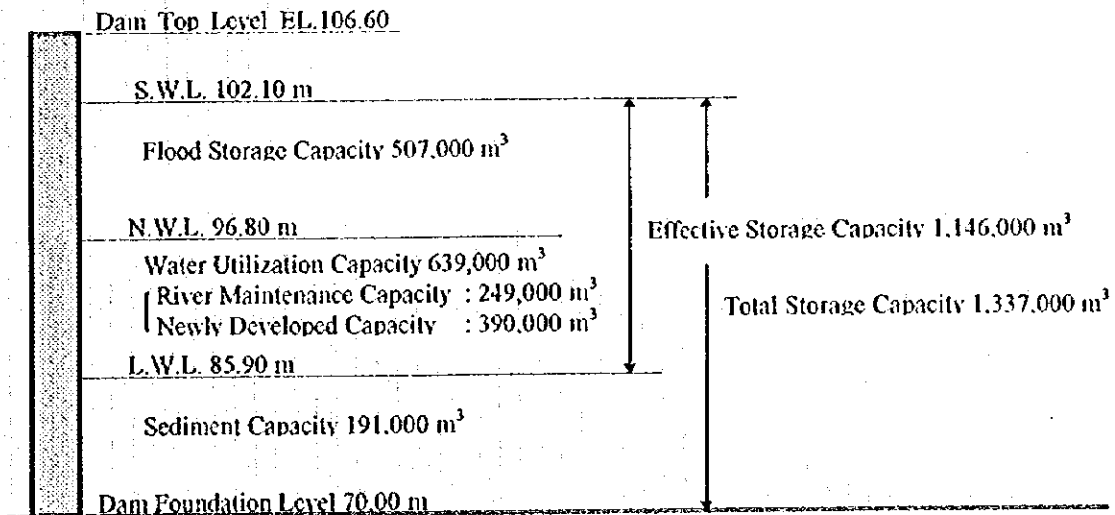 Dam Top Level EL.106.60
S.W.L. 102.10 m
Flood Storage Capacity 507,000 m³
N.W.L. 96.80 m
Effective Storage Capacity 1,146,000 m³
Water Utilization Capacity 639,000 m³
River Maintenance Capacity : 249,000 m³
Total Storage Capacity 1,337,000 m³
Newly Developed Capacity : 390,000 m³
L.W.L. 85.90 m
Sediment Capacity 191,000 m³
Dam Foundation Level 70.00 m